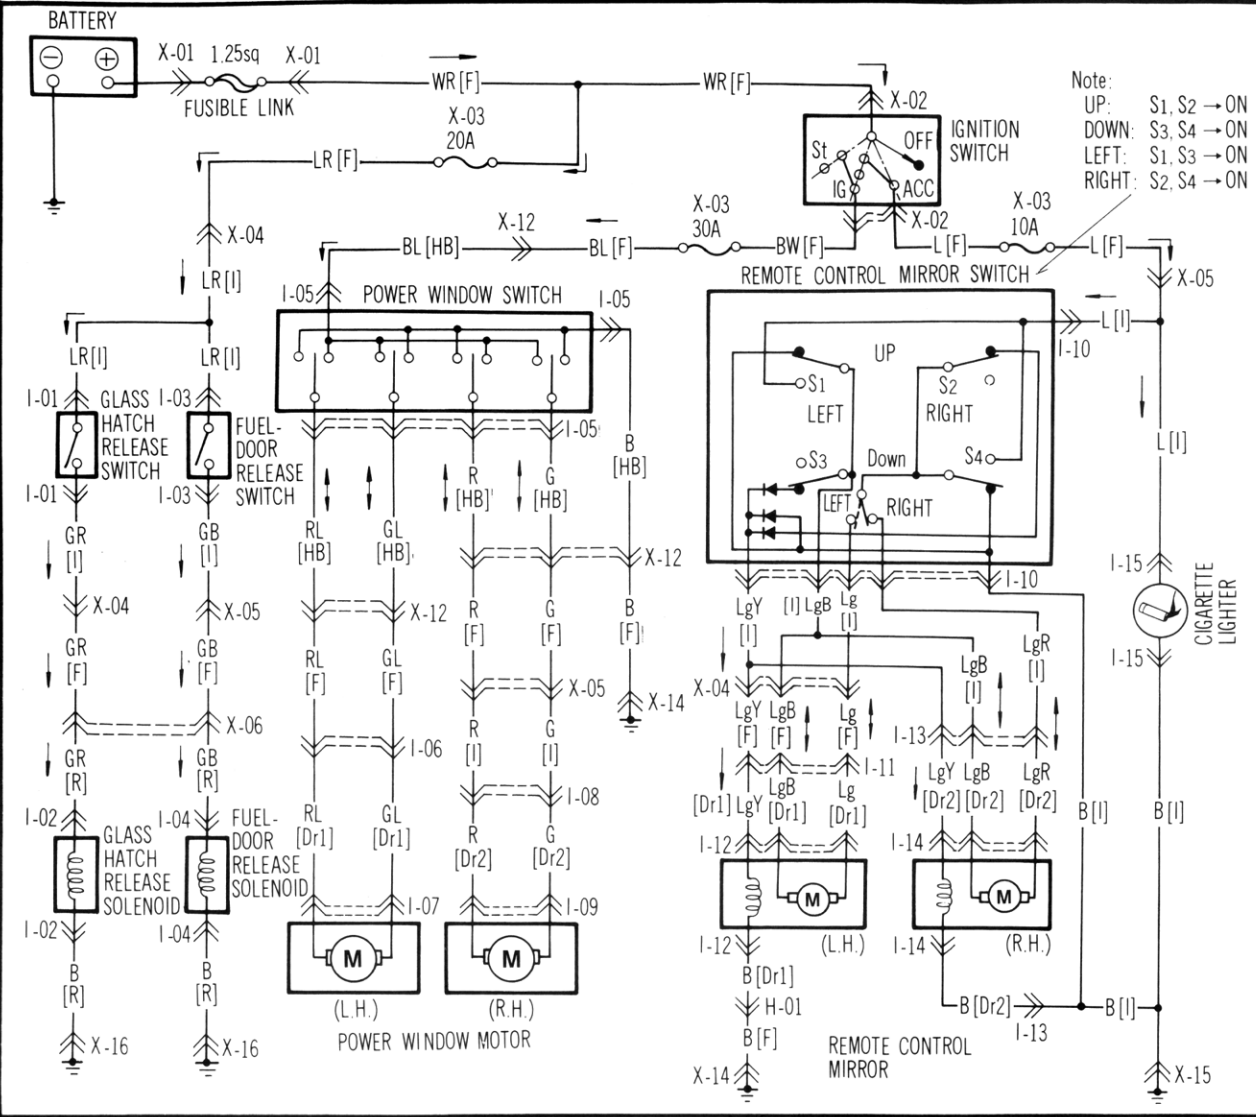 BATTERY
X-01 1.25sq X-01
FUSIBLE LINK
WR[F]
WR[F]
X-02
Note:
UP: S1, S2 → ON
DOWN: S3, S4 → ON
LEFT: S1, S3 → ON
RIGHT: S2, S4 → ON
IGNITION
SWITCH
St
OFF
IG
ACC
X-02
X-03
20A
LR[F]
X-04
LR[I]
X-12
BL[HB]
BL[F]
X-03
30A
BW[F]
L[F]
X-03
10A
L[F]
X-05
REMOTE CONTROL MIRROR SWITCH
I-05
POWER WINDOW SWITCH
I-05
L[I]
I-10
UP
S1
S2
LEFT
RIGHT
S3
Down
S4
LEFT
RIGHT
LR[I]
LR[I]
I-01
GLASS
HATCH
RELEASE
SWITCH
I-03
FUEL-
DOOR
RELEASE
SWITCH
I-05
B
[HB]
L[I]
I-01
I-03
R
[HB]
G
[HB]
GR
[I]
GB
[I]
RL
[HB]
GL
[HB]
X-12
I-10
I-15
CIGARETTE
LIGHTER
I-15
X-04
X-05
X-12
R
[F]
G
[F]
B
[F]
LgY
[I]
[I] LgB
Lg
[I]
GR
[F]
GB
[F]
RL
[F]
GL
[F]
X-05
X-14
X-04
LgB
[I]
LgR
[I]
X-06
I-06
R
[I]
G
[I]
LgY
[F]
LgB
[F]
Lg
[F]
I-13
I-11
GR
[R]
GB
[R]
I-08
[Dr1] LgY
LgB
[Dr1]
Lg
[Dr1]
LgY
[Dr2]
LgB
[Dr2]
LgR
[Dr2]
B[I]
B[I]
I-02
GLASS
HATCH
RELEASE
SOLENOID
I-04
FUEL-
DOOR
RELEASE
SOLENOID
RL
[Dr1]
GL
[Dr1]
R
[Dr2]
G
[Dr2]
I-12
I-14
I-07
I-09
M
M
I-02
I-04
M
M
(L.H.)
(R.H.)
I-12
I-14
B
[R]
B
[R]
(L.H.)
(R.H.)
POWER WINDOW MOTOR
B[Dr1]
H-01
B[F]
B[Dr2]
I-13
B[I]
REMOTE CONTROL
MIRROR
X-16
X-16
X-14
X-15